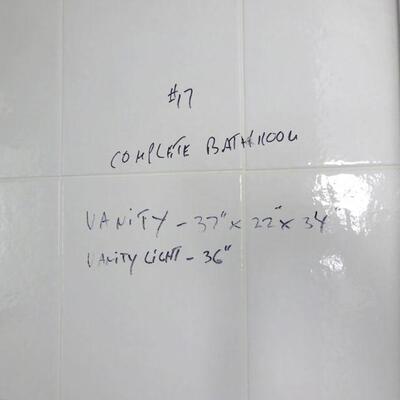 #17
COMPLETE BATHROOM
VANITY - 37" x 22" x 34"
VANITY LIGHT - 36"